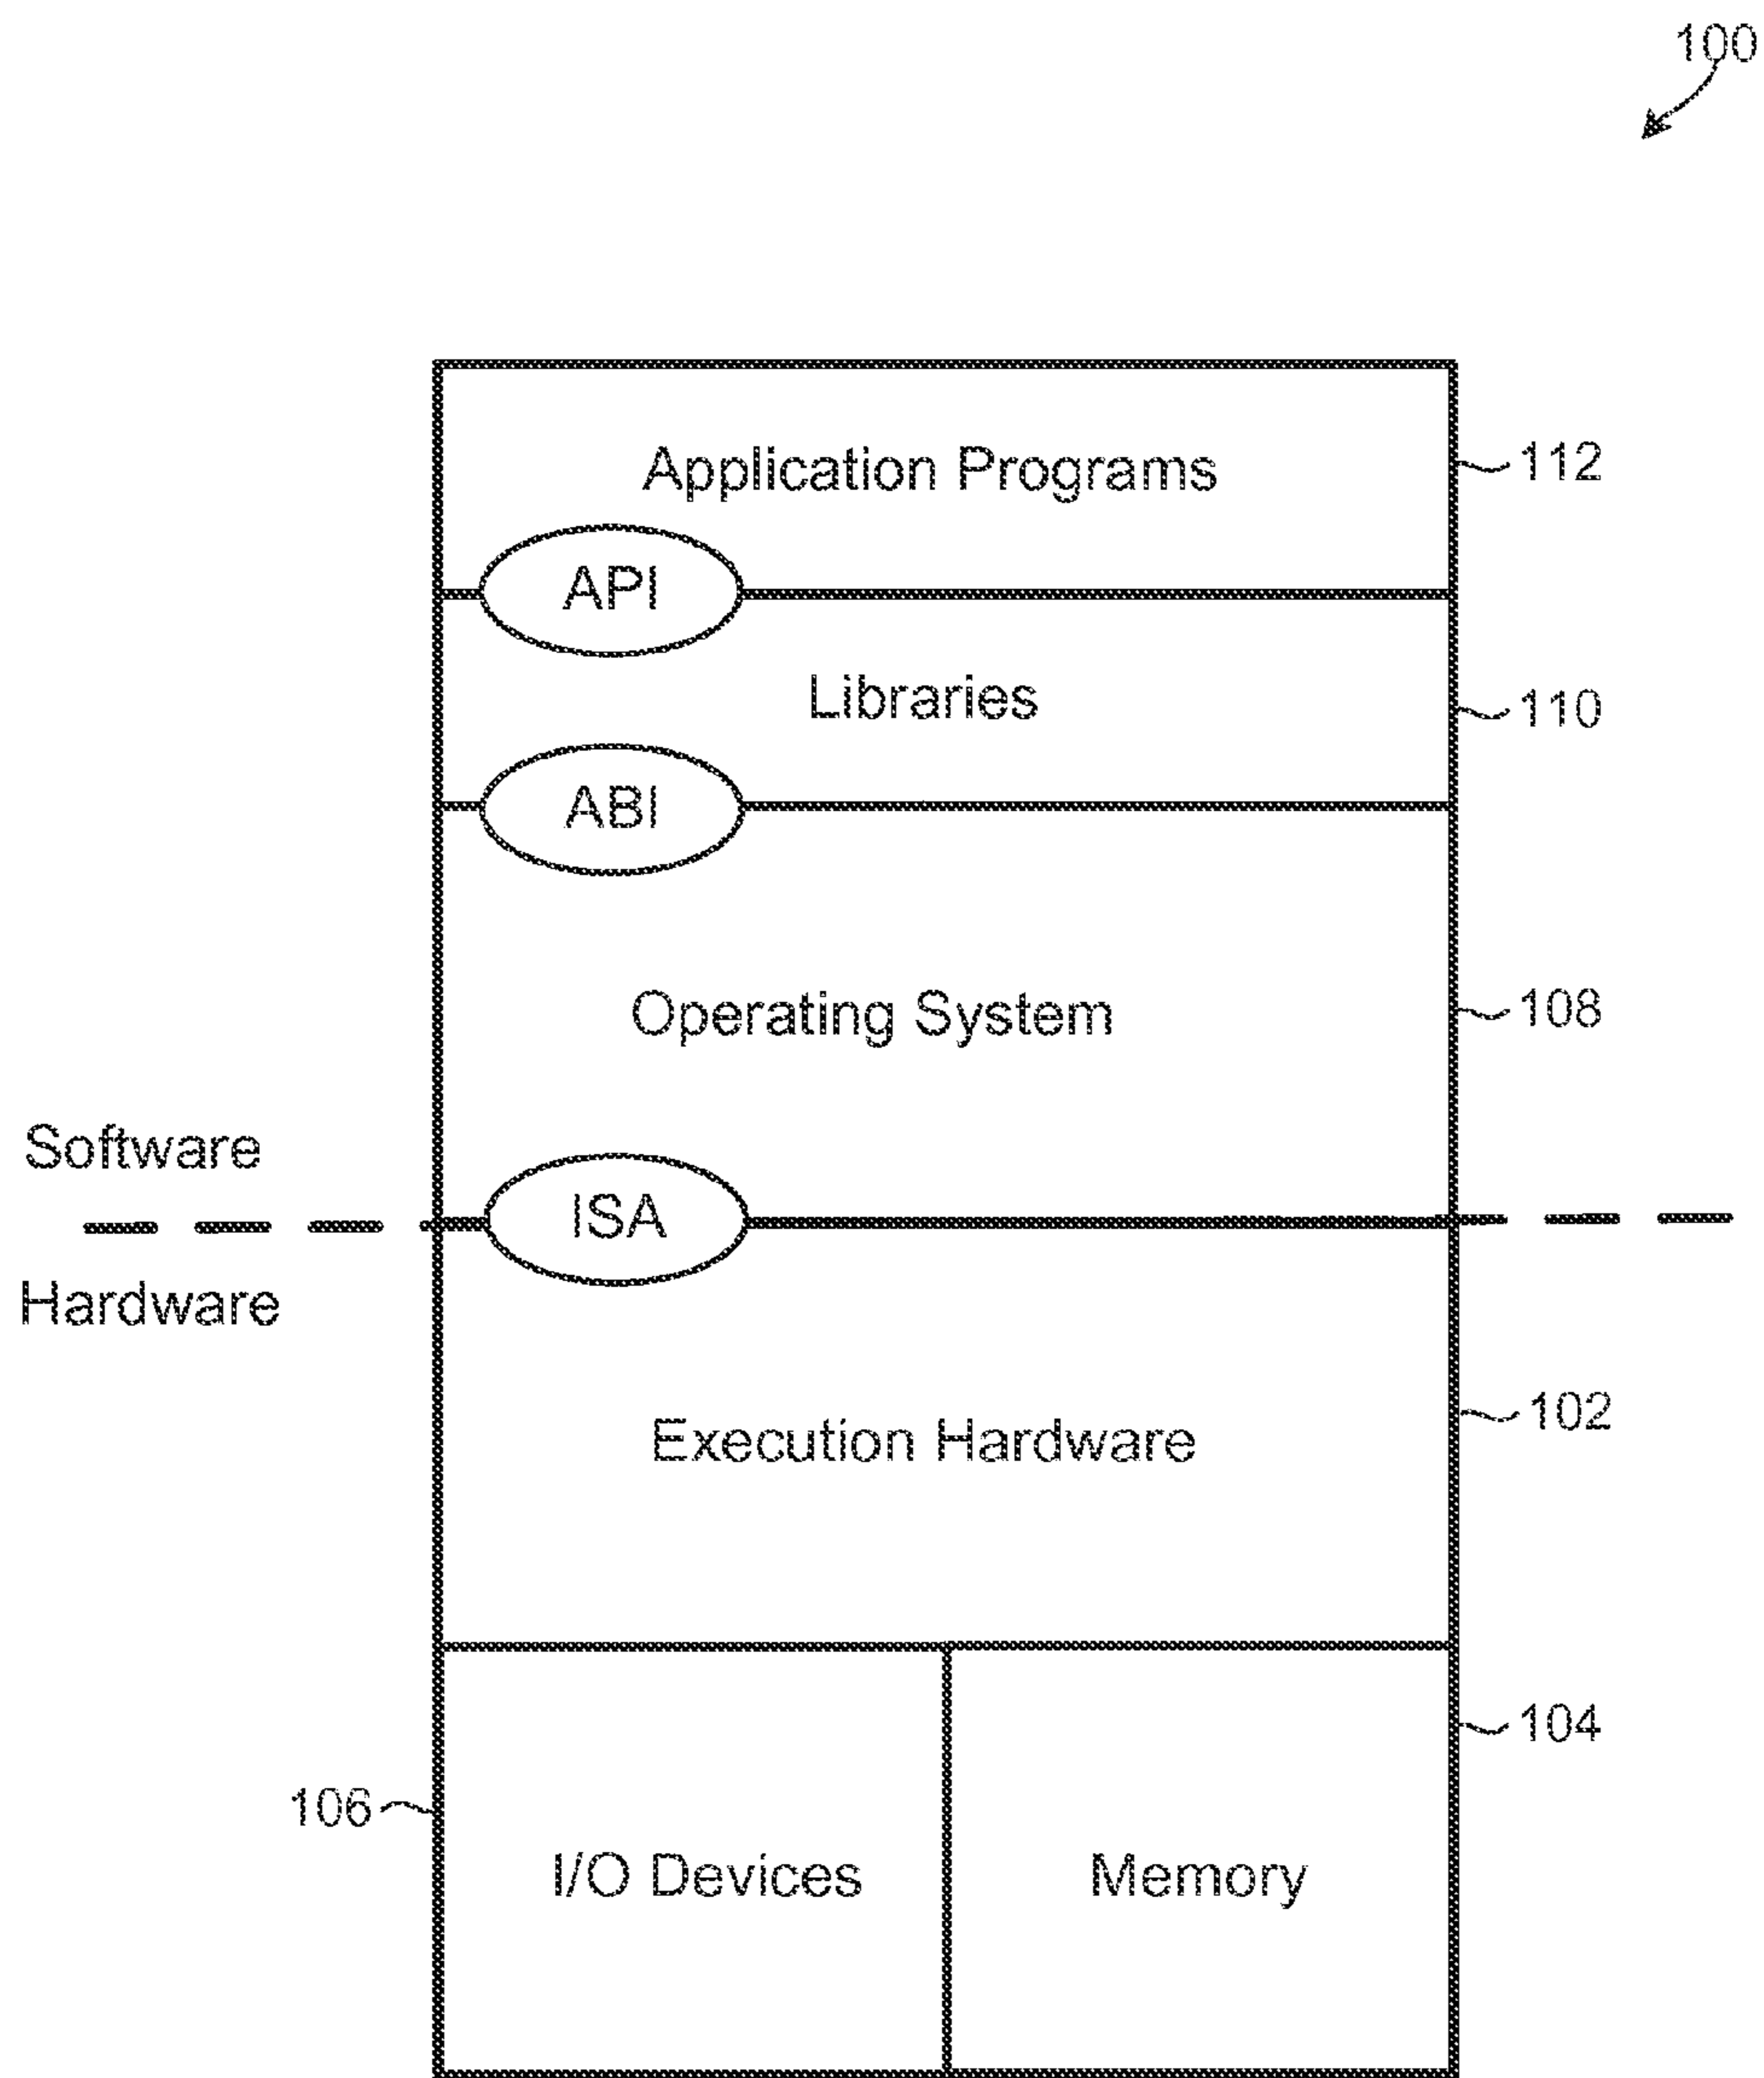 100
Application Programs
112
API
Libraries
110
ABI
Operating System
108
Software
ISA
Hardware
Execution Hardware
102
104
106
I/O Devices
Memory